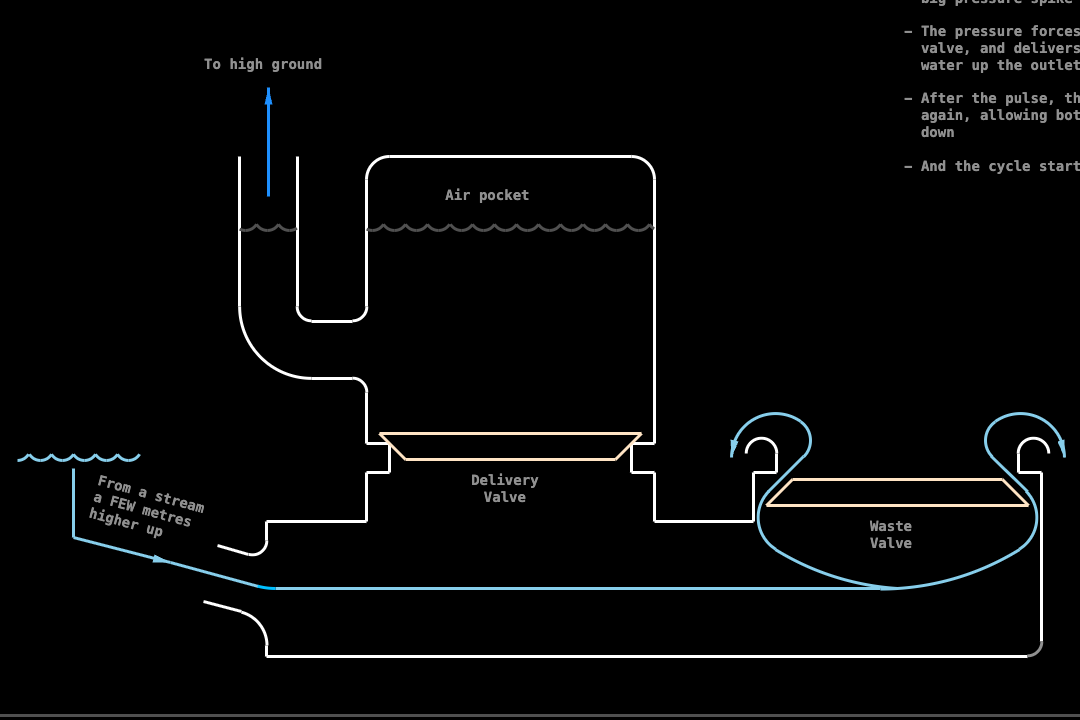 big pressure spike
– The pressure forces
valve, and delivers
water up the outlet
– After the pulse, th
again, allowing bot
down
– And the cycle start
To high ground
Air pocket
From a stream
a FEW metres
higher up
Delivery
Valve
Waste
Valve